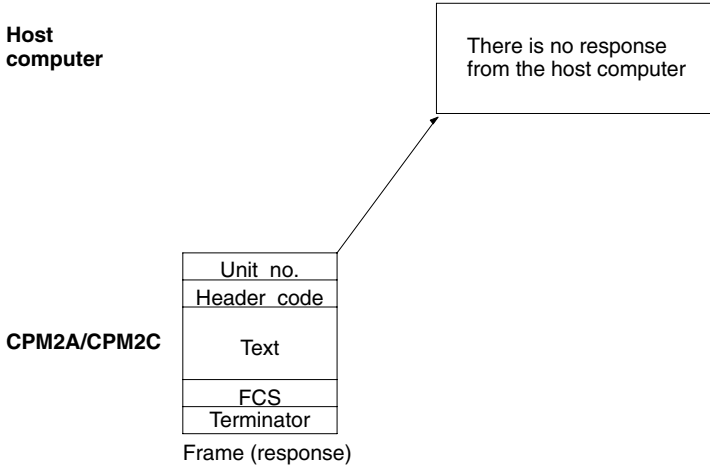 Host
computer
There is no response
from the host computer
Unit no.
Header code
CPM2A/CPM2C
Text
FCS
Terminator
Frame (response)